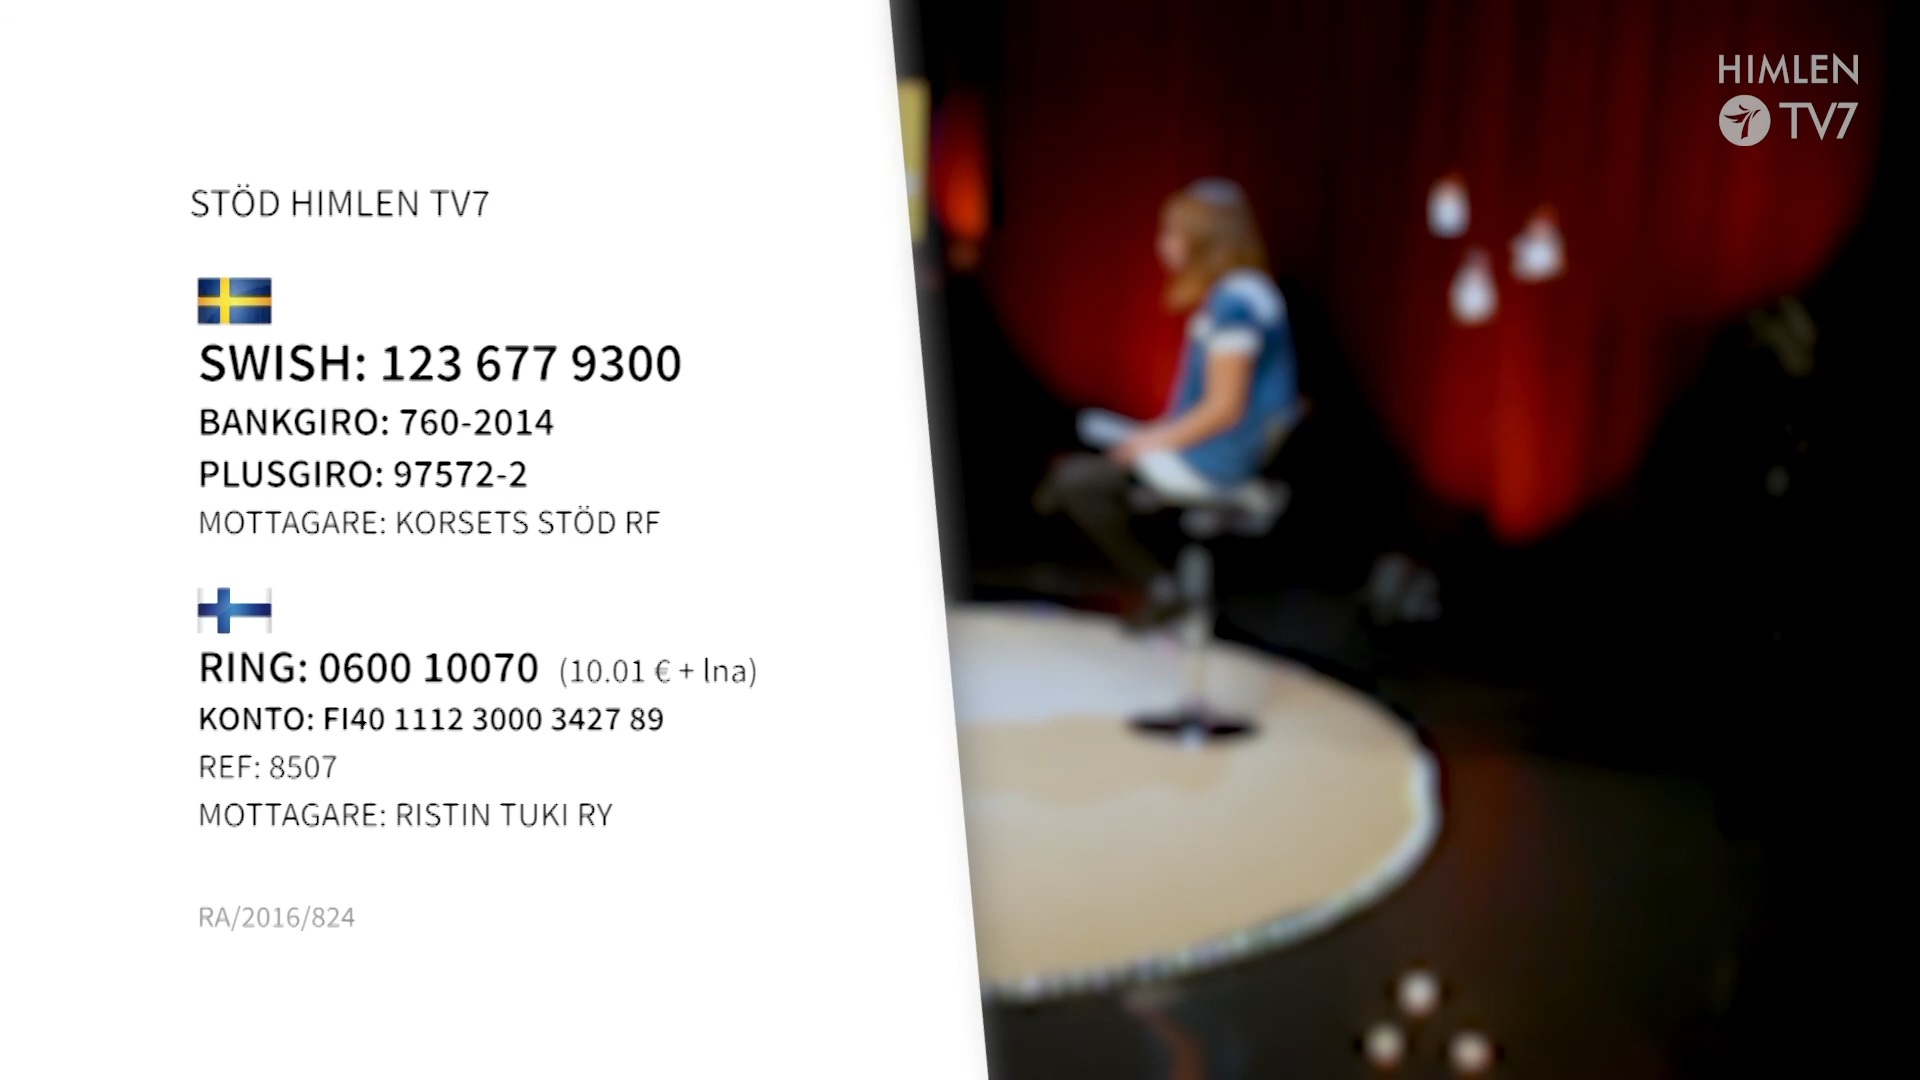 STÖD HIMLEN TV7
SWISH: 123 677 9300
BANKGIRO: 760-2014
PLUSGIRO: 97572-2
MOTTAGARE: KORSETS STÖD RF
RING: 0600 10070 (10.01 € + lna)
KONTO: FI40 1112 3000 3427 89
REF: 8507
MOTTAGARE: RISTIN TUKI RY
RA/2016/824
HIMLEN
TV7